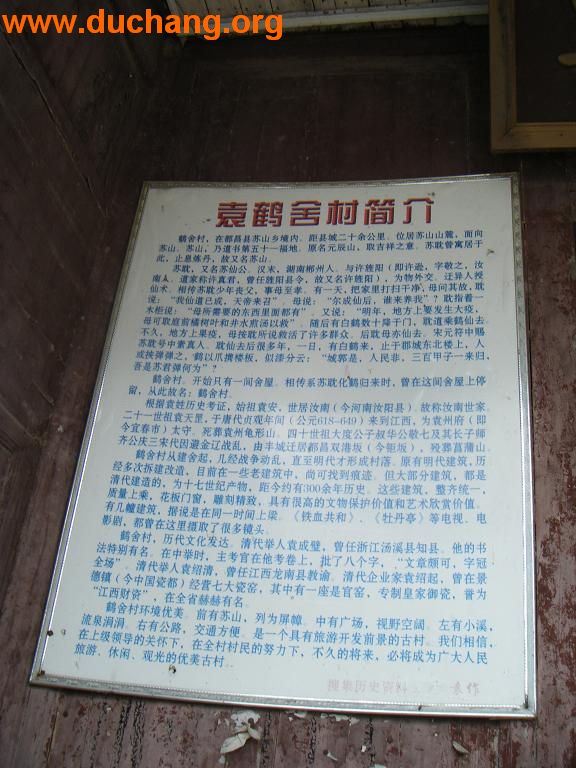 www.duchang.org
袁鹤舍村简介
鹤舍村,在都昌县苏山乡境内。距县城二十余公里。位居苏山山麓,面向
苏山。苏山,乃道书第五十一福地。原名元辰山,取吉祥之意。苏耽曾寓居于
此,止息炼丹,故又名苏山。
苏耽,又名苏仙公。汉末,湖南郴州人。与许旌阳(即许逊,字敬之,汝
南人。道家称许真君,曾任旌阳县令,故又名许旌阳),为物外交。迁异人授
仙术。相传苏耽少年失父,事母至孝。有一天,把家里打扫干净,母问其故,耽
说:“我仙道已成,天帝来召”。母说:“尔成仙后,谁来养我”?耽指着一
木柜说:“母所需要的东西里面都有”。又说:“明年,地方上要发生大疫,
母可取庭前橘树叶和井水煎汤以救”。随后有白鹤数十降于门,耽道乘鹤仙去。
不久,地方上果疫,母按耽所说救活了许多群众。后耽母亦仙去。宋元符中赐
苏耽号中素真人。耽仙去后很多年,一日,有白鹤来,止于郡城东北楼上,人
或挟弹弹之,鹤以爪攫楼板,似漆分云:“城郭是,人民非,三百甲子一来归,
吾是苏君弹何为”?
鹤舍村。开始只有一间舍屋。相传系苏耽化鹤归来时,曾在这间舍屋上停
留,从此故名:鹤舍村。
根据袁姓历史考证,始祖袁安,世居汝南(今河南汝阳县)。故称汝南世家。
二十一世祖袁天罡,于唐代贞观年间(公元618-649)来到江西,为袁州府(即
今宜春市)太守。死葬袁州龟形山。四十世祖大度公子叔华公敬七及其长子师
齐公庆三宋代因避金辽战乱,由丰城迁居都昌双港坂(今钜坂),殁葬菖蒲山。
鹤舍村从建舍起,几经战争动乱,直至明代才形成村落。原有明代建筑,历
经多次拆建改造,目前在一些老建筑中,尚可找到痕迹。但大部分建筑,都是
清代建造的,为十七世纪产物,距今约有300余年历史。这些建筑,整齐统一,
质量上乘,花板门窗,雕刻精致,具有很高的文物保护价值和艺术欣赏价值。
有几幢建筑,据说是在同一时间上梁。《铁血共和》、《牡丹亭》等电视、电
影剧,都曾在这里摄取了很多镜头。
鹤舍村,历代文化发达。清代举人袁成璧,曾任浙江汤溪县知县。他的书
法特别有名。在中举时,主考官在他考卷上,批了八个字,“文章颇可,字冠
全场”。清代举人袁绍清,曾任江西龙南县教谕。清代企业家袁绍起,曾在景
德镇(今中国瓷都)经营七大瓷窑,其中有一座是官窑,专制皇家御瓷,誉为
“江西财资”,在全省赫赫有名。
鹤舍村环境优美。前有苏山,列为屏幛。中有广场,视野空阔。左有小溪,
流泉涓涓。右有公路,交通方便。是一个具有旅游开发前景的古村。我们相信,
在上级领导的关怀下,在全村村民的努力下,不久的将来,必将成为广大人民
旅游、休闲、观光的优美古村。
搜集历史资料 袁作